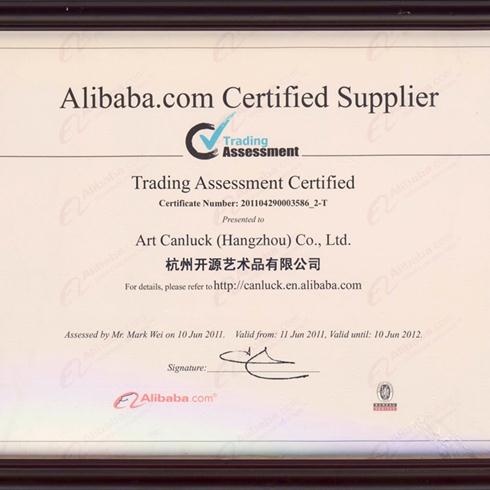 Alibaba.com Certified Supplier
Trading
Assessment
Trading Assessment Certified
Certificate Number: 201104290003586_2-T
Presented to
Art Canluck (Hangzhou) Co., Ltd.
杭州开源艺术品有限公司
For details, please refer to http://canluck.en.alibaba.com
Assessed by Mr. Mark Wei on 10 Jun 2011. Valid from: 11 Jun 2011, Valid until: 10 Jun 2012.
Signature:
Alibaba.com®
BUREAU
VERITAS